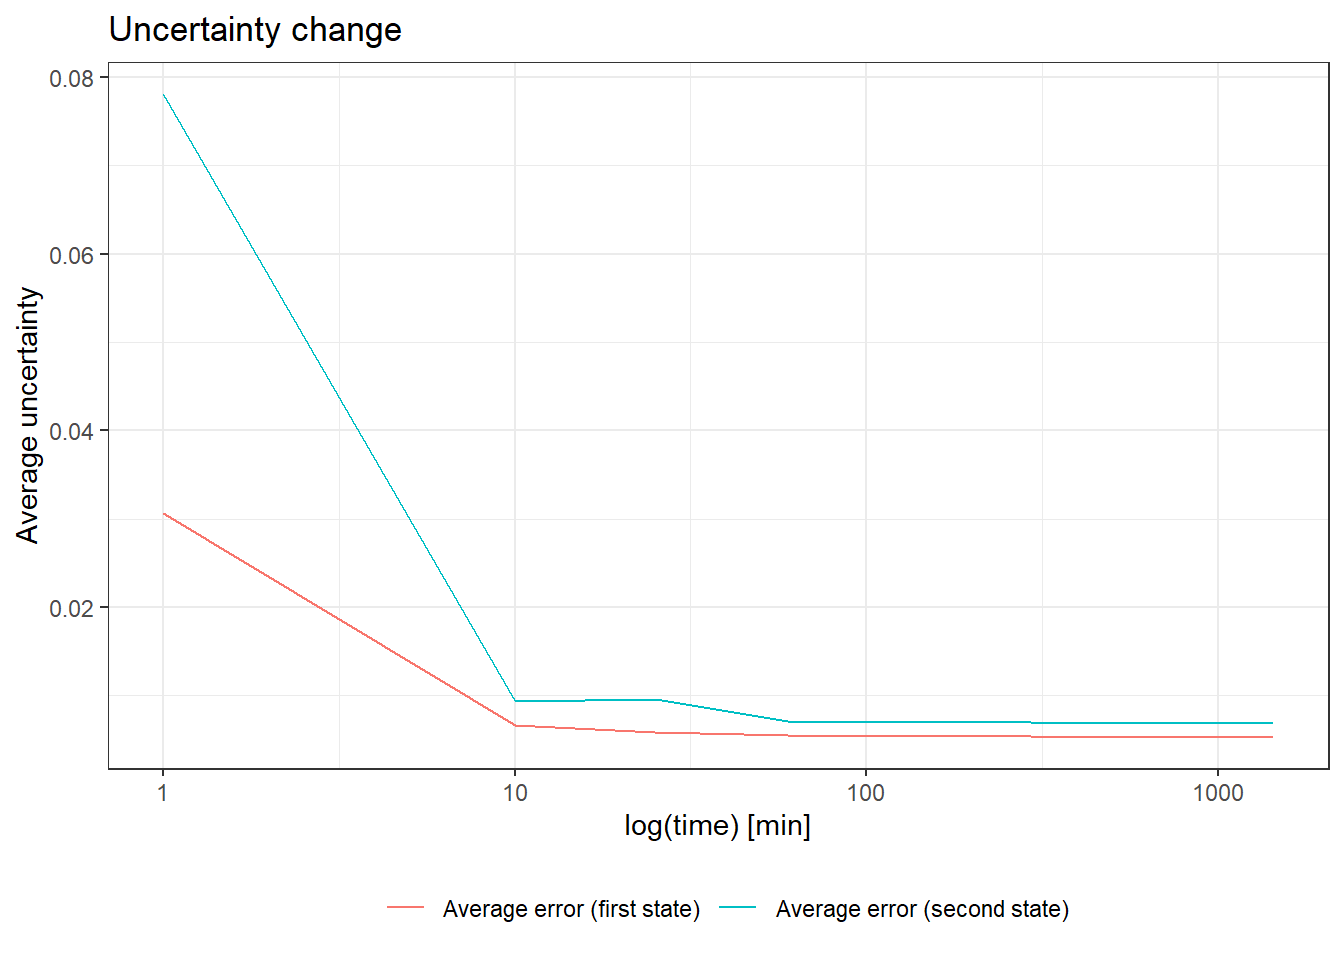 Uncertainty change
0.08
0.06
0.04
0.02
Average uncertainty
1 10 100 1000
log(time) [min]
Average error (first state) Average error (second state)